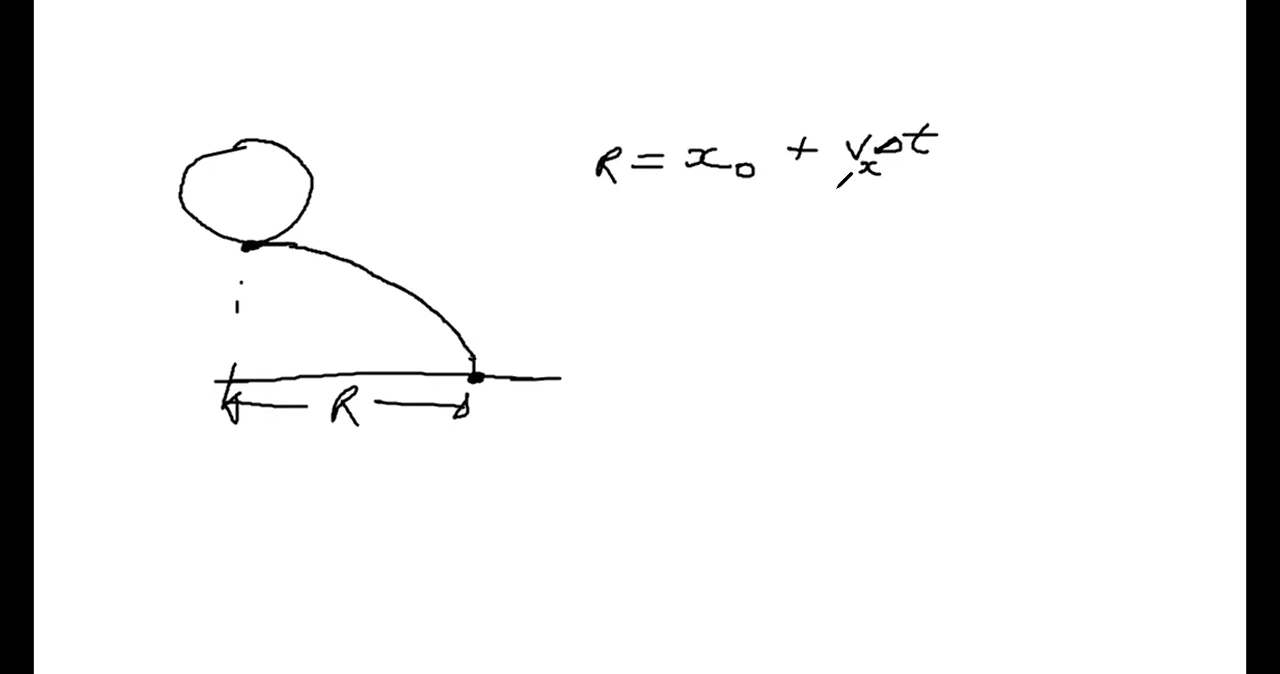 R = x₀ + vₓΔt
R